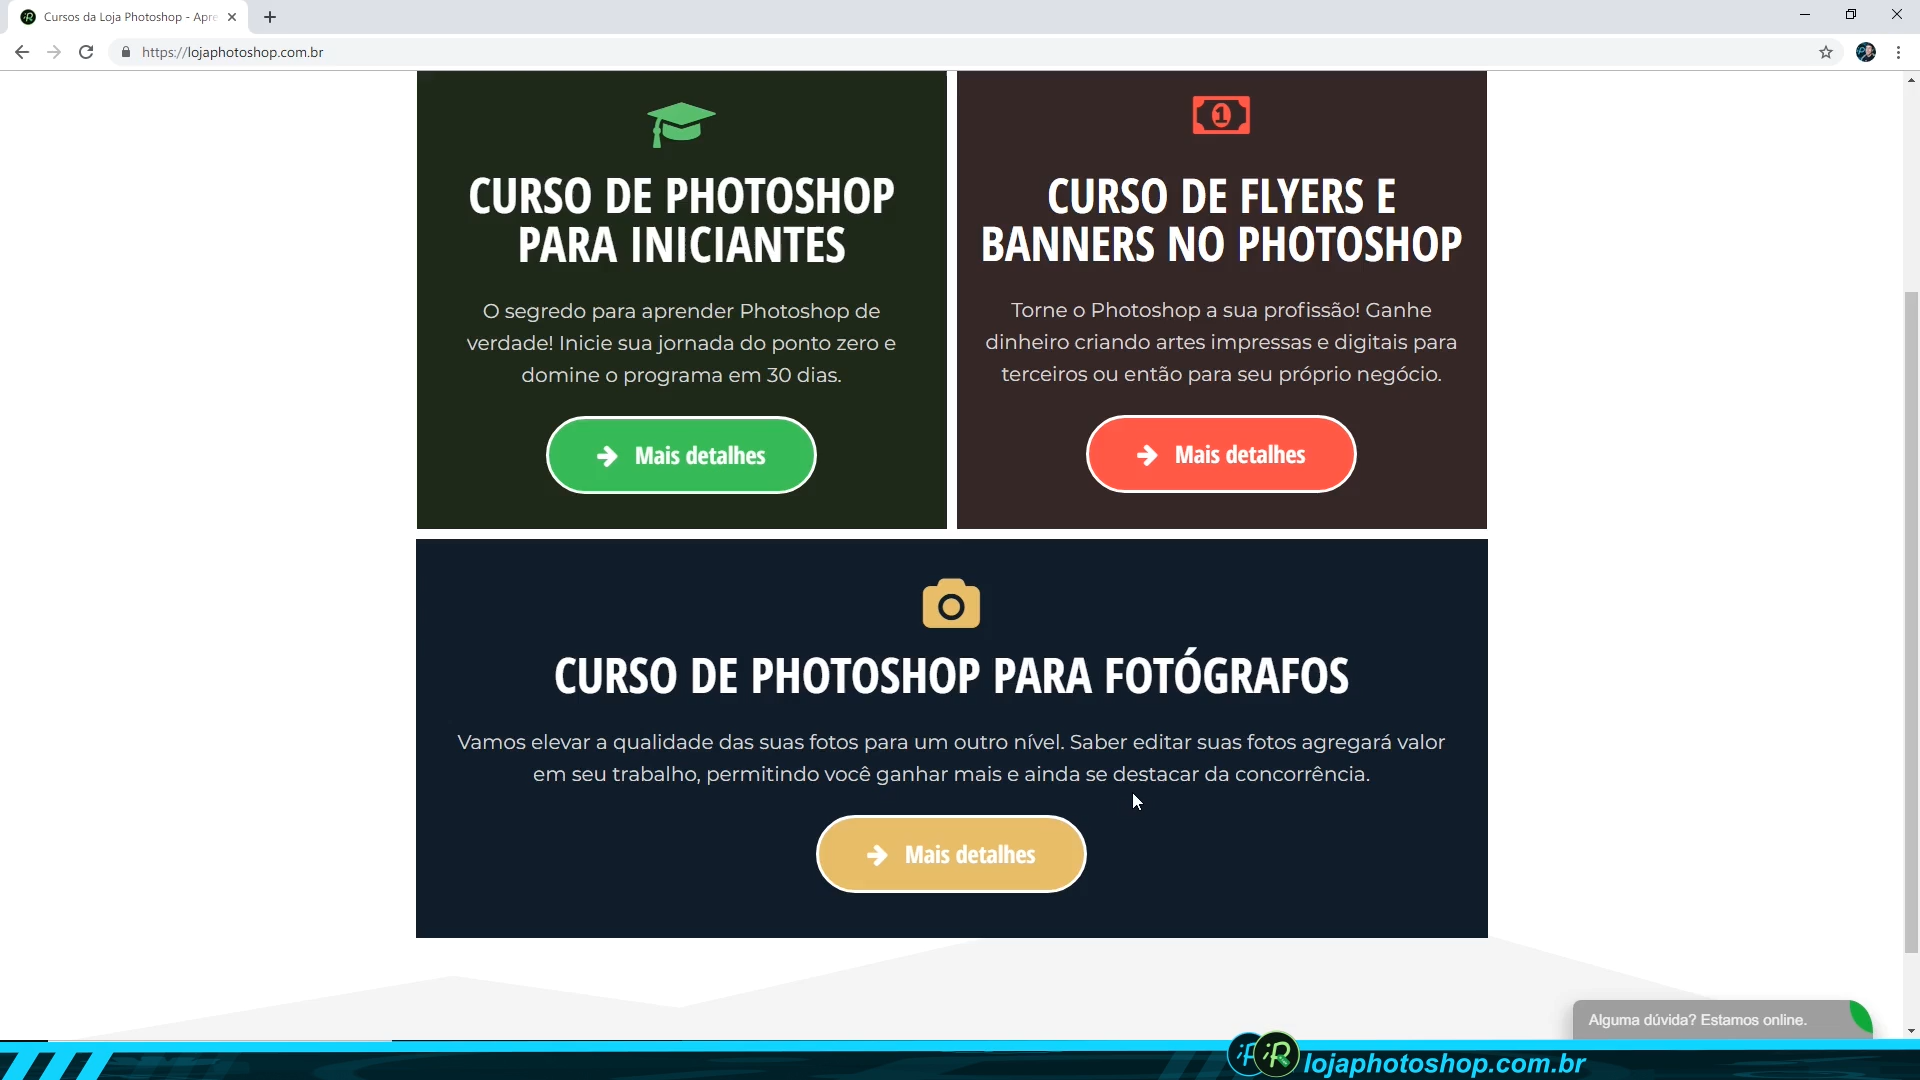 Cursos da Loja Photoshop - Apre
https://lojaphotoshop.com.br
CURSO DE PHOTOSHOP
PARA INICIANTES
O segredo para aprender Photoshop de
verdade! Inicie sua jornada do ponto zero e
domine o programa em 30 dias.
Mais detalhes
1
CURSO DE FLYERS E
BANNERS NO PHOTOSHOP
Torne o Photoshop a sua profissão! Ganhe
dinheiro criando artes impressas e digitais para
terceiros ou então para seu próprio negócio.
Mais detalhes
CURSO DE PHOTOSHOP PARA FOTÓGRAFOS
Vamos elevar a qualidade das suas fotos para um outro nível. Saber editar suas fotos agregará valor
em seu trabalho, permitindo você ganhar mais e ainda se destacar da concorrência.
Mais detalhes
Alguma dúvida? Estamos online.
iR lojaphotoshop.com.br